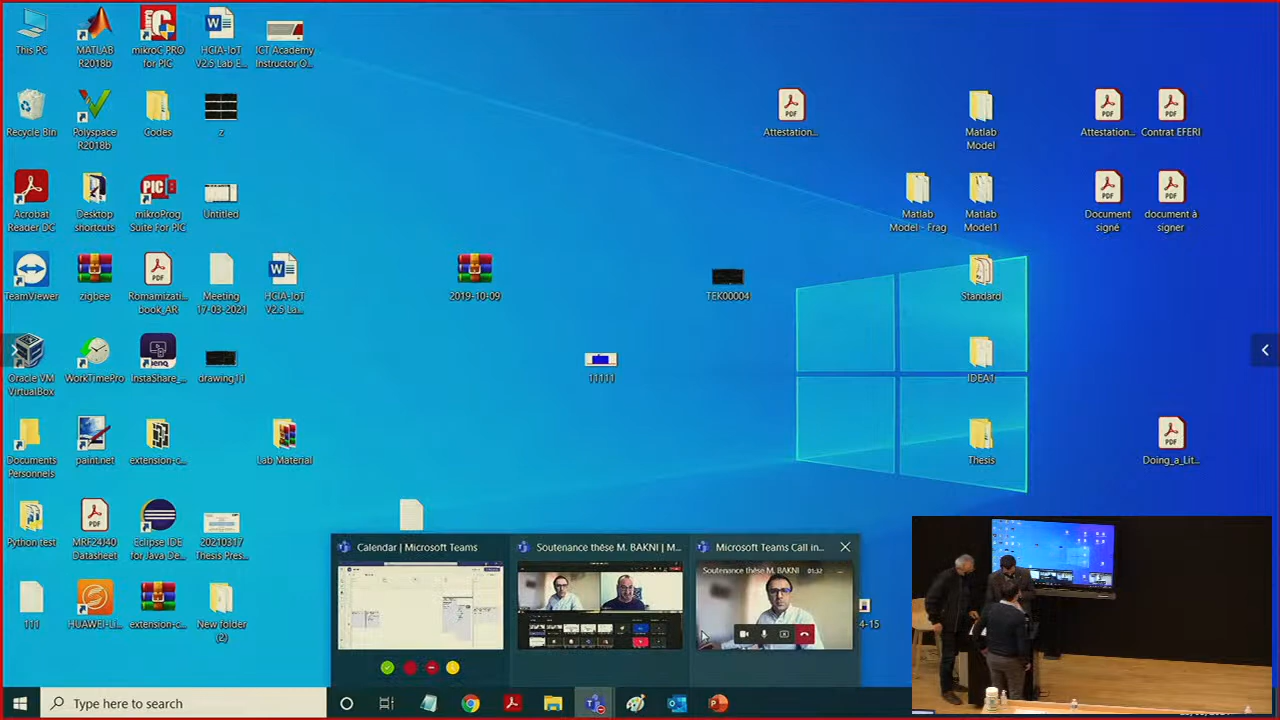 This PC
MATLAB
R2018b
mikroC PRO
for PIC
HCIA-IoT
V2.5 Lab E...
ICT Academy
Instructor O...
Recycle Bin
Polyspace
R2018b
Codes
z
Attestation...
Matlab
Model
Attestation...
Contrat EFERI
Acrobat
Reader DC
Desktop
shortcuts
mikroProg
Suite For PIC
Untitled
Matlab
Model - Frag
Matlab
Model1
Document
signé
document à
signer
TeamViewer
zigbee
Romamizati...
book_AR
Meeting
17-03-2021
HCIA-IoT
V2.5 La...
2019-10-09
TEK00004
Standard
Oracle VM
VirtualBox
WorkTimePro
InstaShare_...
drawing11
11111
IDEA1
Documents
Personnels
paint.net
extension-c...
Lab Material
Thesis
Doing_a_Lit...
Python test
MRF24J40
Datasheet
Eclipse IDE
for Java De...
20210317
Thesis Pres...
111
HUAWEI-Li...
extension-c...
New folder
(2)
4-15
Calendar | Microsoft Teams
Soutenance thèse M. BAKNI | M...
Microsoft Teams Call in...
Soutenance thèse M. BAKNI 01:32
Type here to search